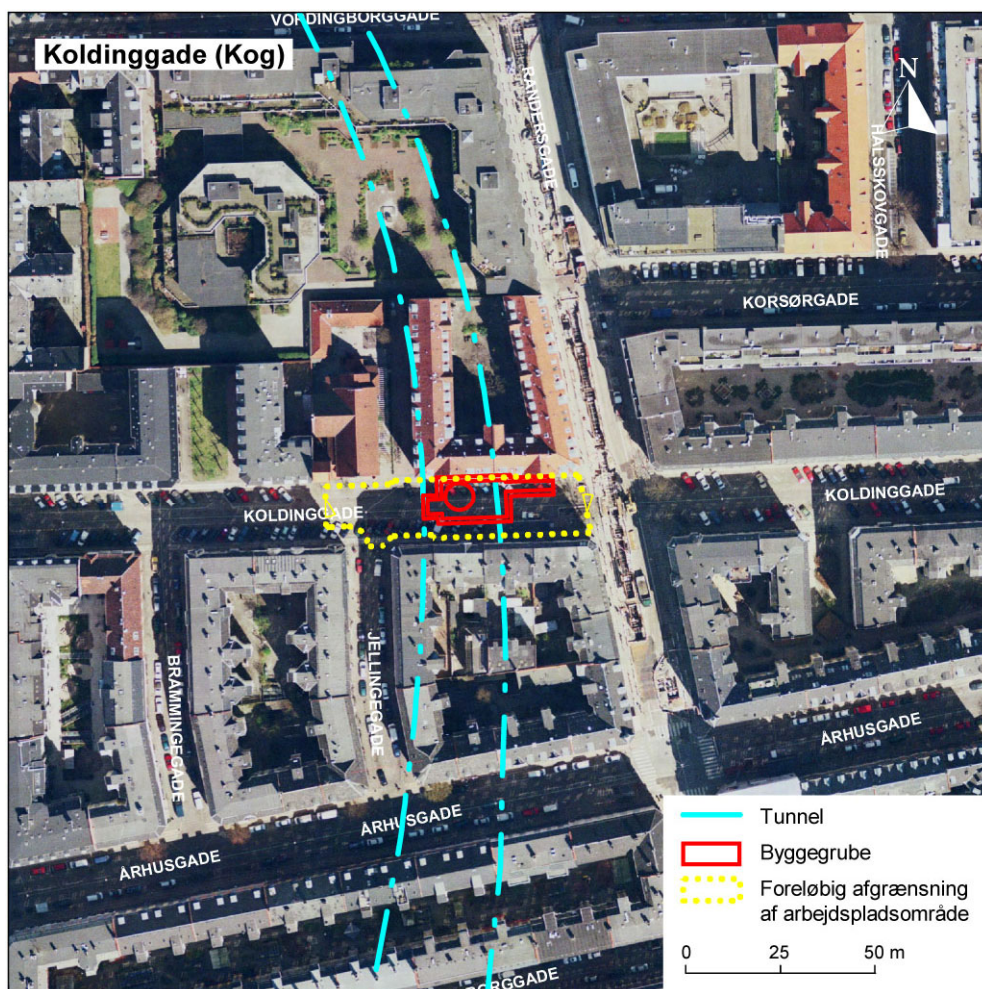 VORDINGBORGGADE
Koldinggade (Kog)
RANDERSGADE
N
HALSSKOVGADE
KORSØRGADE
KOLDINGGADE
KOLDINGGADE
BRAMMINGEGADE
JELLINGEGADE
ÅRHUSGADE
ÅRHUSGADE
ÅRHUSGADE
BORGGADE
Tunnel
Byggegrube
Foreløbig afgrænsning
af arbejdspladsområde
0 25 50 m